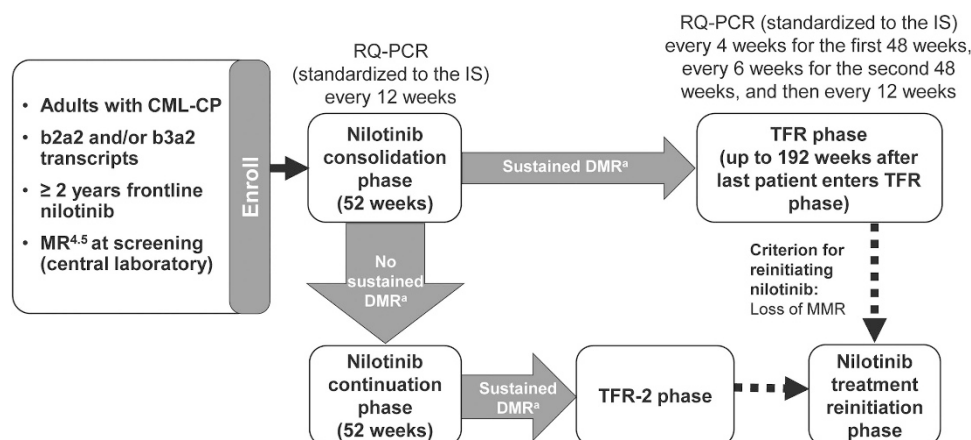 RQ-PCR
(standardized to the IS)
every 12 weeks
RQ-PCR (standardized to the IS)
every 4 weeks for the first 48 weeks,
every 6 weeks for the second 48
weeks, and then every 12 weeks
• Adults with CML-CP
• b2a2 and/or b3a2
transcripts
• ≥ 2 years frontline
nilotinib
• MR4.5 at screening
(central laboratory)
Enroll
Nilotinib
consolidation
phase
(52 weeks)
Sustained DMRa
TFR phase
(up to 192 weeks after
last patient enters TFR
phase)
No
sustained
DMRa
Criterion for
reinitiating
nilotinib:
Loss of MMR
Nilotinib
continuation
phase
(52 weeks)
Sustained
DMRa
TFR-2 phase
Nilotinib
treatment
reinitiation
phase